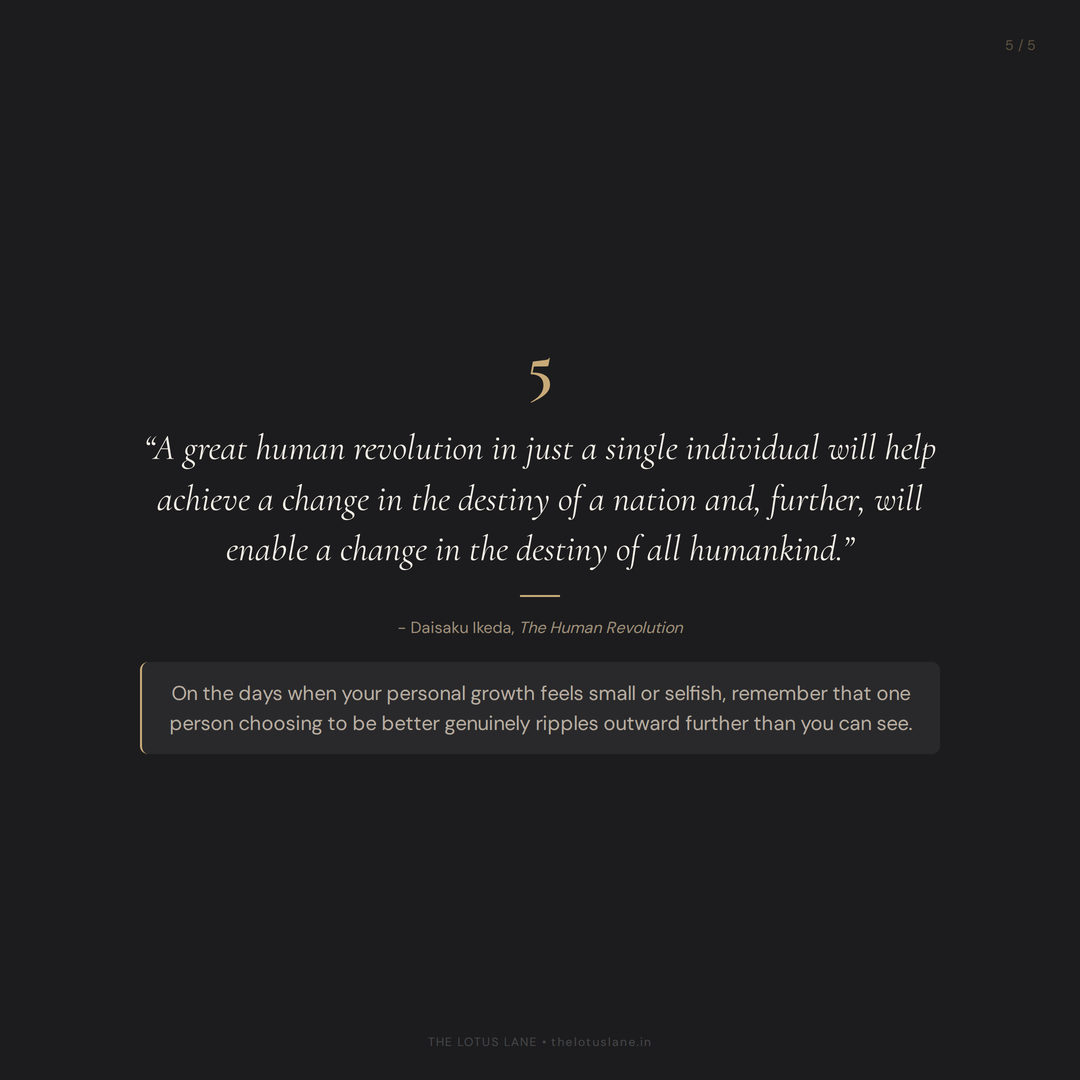 5 / 5
5
“A great human revolution in just a single individual will help
achieve a change in the destiny of a nation and, further, will
enable a change in the destiny of all humankind.”
– Daisaku Ikeda, The Human Revolution
On the days when your personal growth feels small or selfish, remember that one
person choosing to be better genuinely ripples outward further than you can see.
THE LOTUS LANE • thelotuslane.in